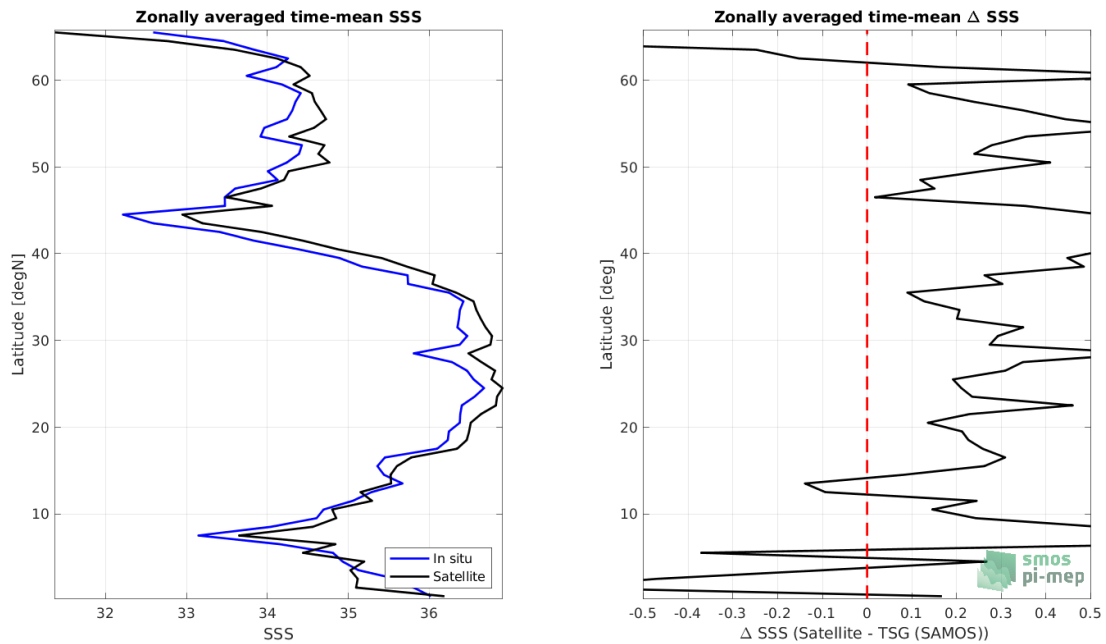 Zonally averaged time-mean SSS
Latitude [degN]
60
50
40
30
20
10
32
33
34
35
36
SSS
In situ
Satellite
Zonally averaged time-mean Δ SSS
Latitude [deg]
60
50
40
30
20
10
-0.5
-0.4
-0.3
-0.2
-0.1
0
0.1
0.2
0.3
0.4
0.5
Δ SSS (Satellite - TSG (SAMOS))
smos
pi-mep